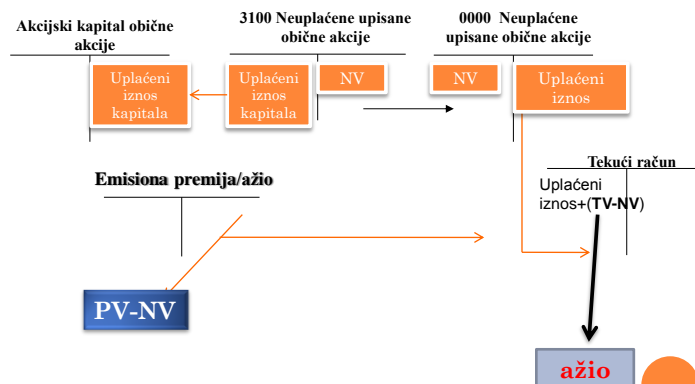 Akcijski kapital obične
akcije
3100 Neuplaćene upisane
obične akcije
0000  Neuplaćene
upisane obične akcije
Uplaćeni
iznos
kapitala
Uplaćeni
iznos
kapitala
NV
NV
Uplaćeni
iznos
Emisiona premija/ažio
Tekući račun
Uplaćeni
iznos+(TV-NV)
PV-NV
ažio